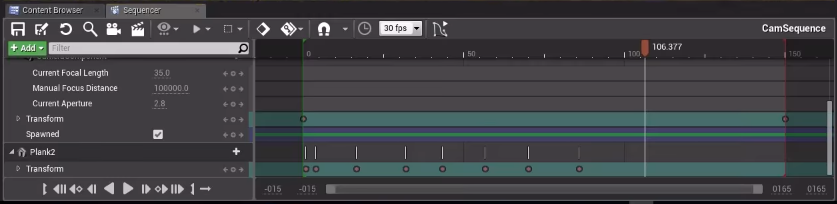 Content Browser Sequencer
30 fps CamSequence
+ Add Filter 0 50 100 106.377 150
Current Focal Length 35.0
Manual Focus Distance 100000.0
Current Aperture 2.8
Transform
Spawned
Plank2
Transform
-015 -015 0165 0165